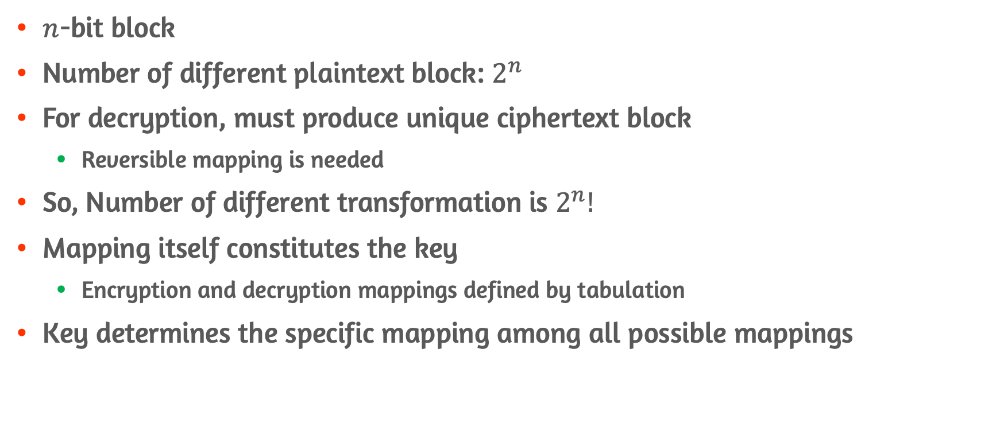 • n-bit block
• Number of different plaintext block: 2ⁿ
• For decryption, must produce unique ciphertext block
• Reversible mapping is needed
• So, Number of different transformation is 2ⁿ!
• Mapping itself constitutes the key
• Encryption and decryption mappings defined by tabulation
• Key determines the specific mapping among all possible mappings